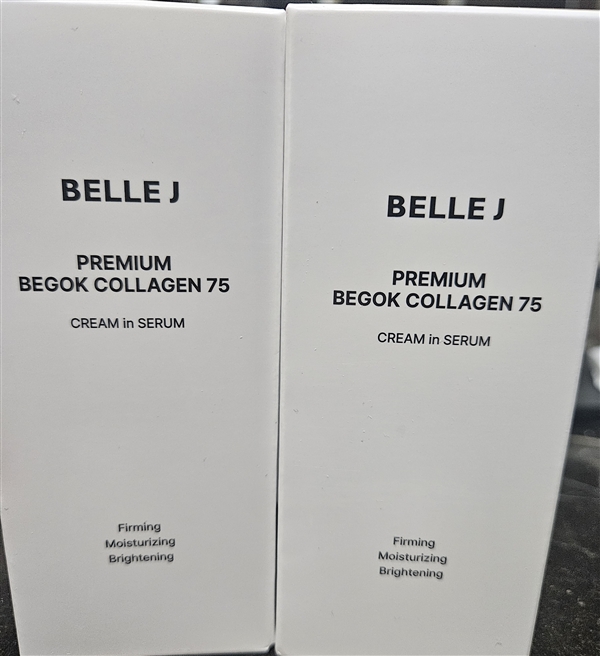 BELLE J
PREMIUM
BEGOK COLLAGEN 75
CREAM in SERUM
Firming
Moisturizing
Brightening
BELLE J
PREMIUM
BEGOK COLLAGEN 75
CREAM in SERUM
Firming
Moisturizing
Brightening